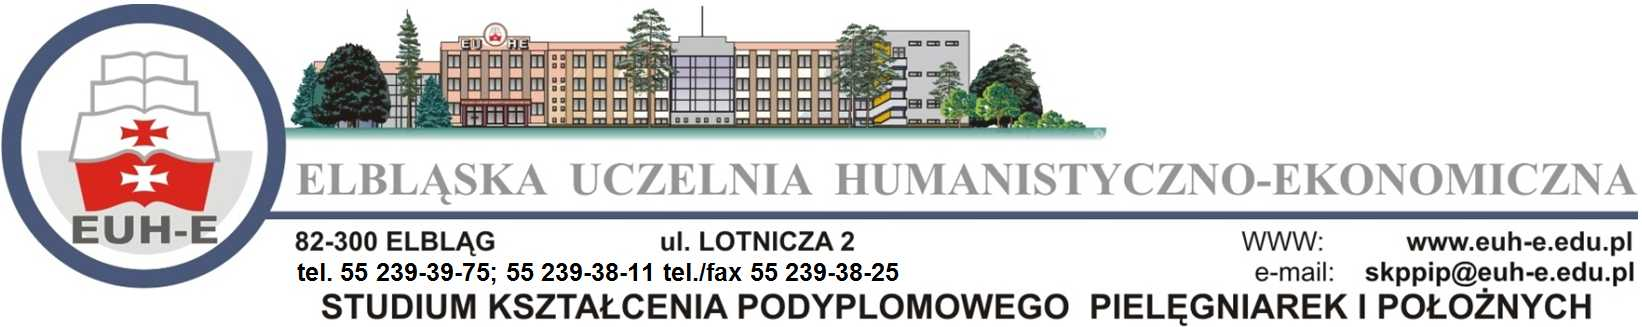 EU HE
EUH-E
ELBLĄSKA UCZELNIA HUMANISTYCZNO-EKONOMICZNA
82-300 ELBLĄG ul. LOTNICZA 2 WWW: www.euh-e.edu.pl
tel. 55 239-39-75; 55 239-38-11 tel./fax 55 239-38-25 e-mail: skppip@euh-e.edu.pl
STUDIUM KSZTAŁCENIA PODYPLOMOWEGO PIELĘGNIAREK I POŁOŻNYCH